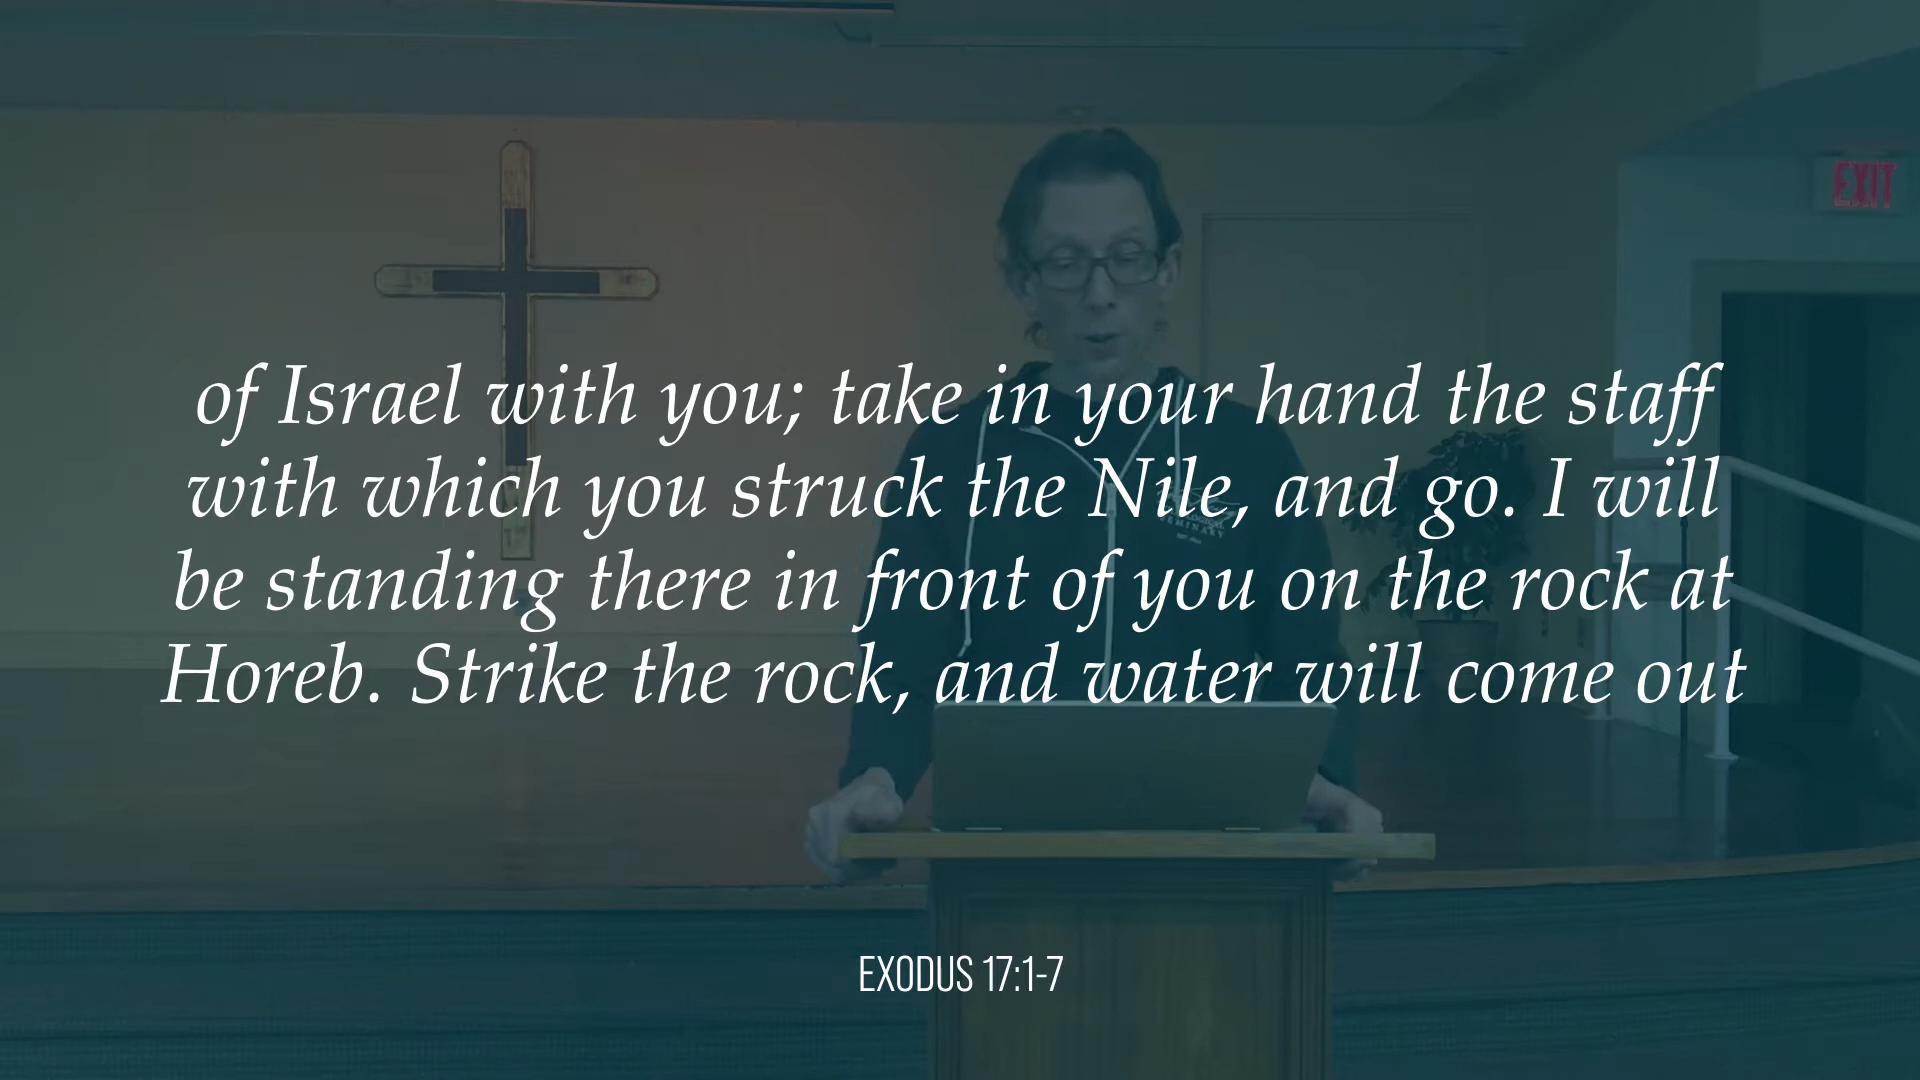 EXIT
of Israel with you; take in your hand the staff
with which you struck the Nile, and go. I will
be standing there in front of you on the rock at
Horeb. Strike the rock, and water will come out
SEMINARY
EXODUS 17:1-7